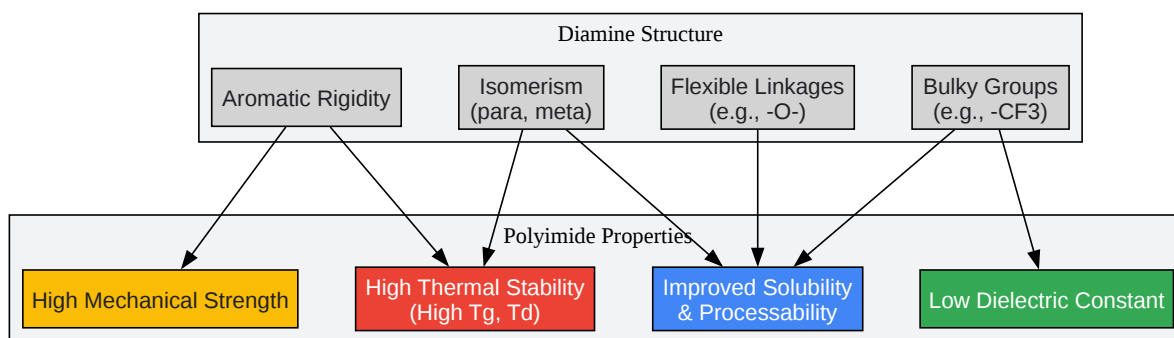 Diamine Structure
Aromatic Rigidity
Isomerism
(para, meta)
Flexible Linkages
(e.g., -O-)
Bulky Groups
(e.g., -CF3)
Polyimide Properties
High Mechanical Strength
High Thermal Stability
(High Tg, Td)
Improved Solubility
& Processability
Low Dielectric Constant